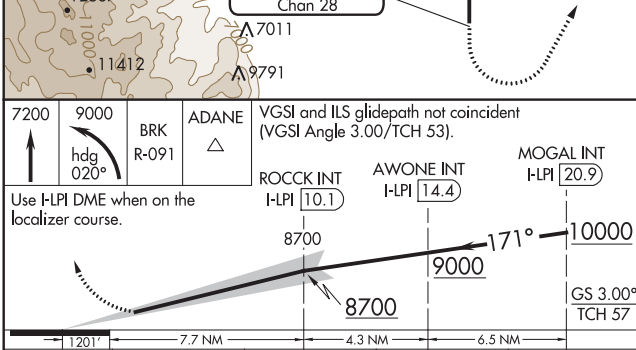 Chan 28
11000
7011
11412
9791
7200
9000
hdg
020°
BRK
R-091
ADANE
VGSI and ILS glidepath not coincident
(VGSI Angle 3.00/TCH 53).
Use I-LPI DME when on the
localizer course.
ROCCK INT
I-LPI 10.1
AWONE INT
I-LPI 14.4
MOGAL INT
I-LPI 20.9
8700
171°
10000
9000
8700
GS 3.00°
TCH 57
1201'
7.7 NM
4.3 NM
6.5 NM